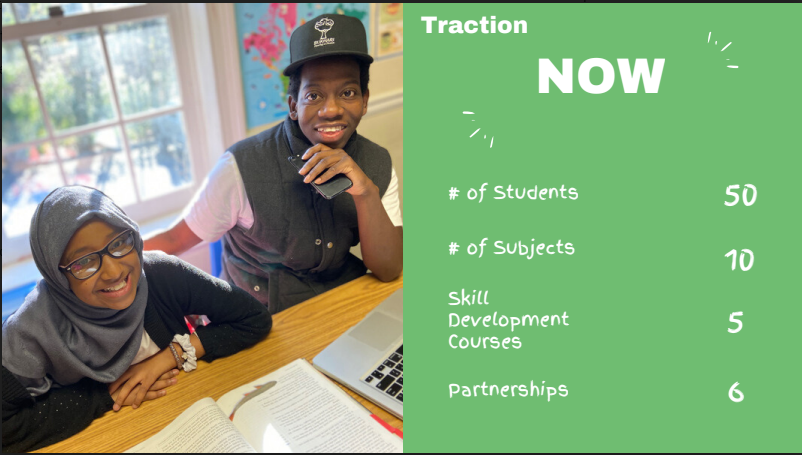 Traction
NOW
# of Students 50
# of Subjects 10
Skill
Development 5
Courses
Partnerships 6